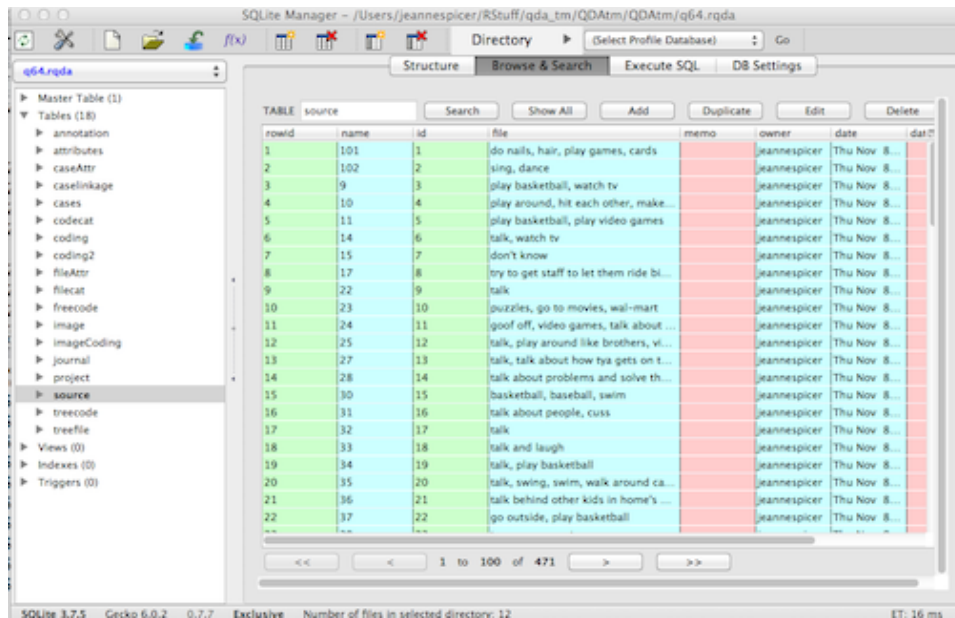 SQLite Manager – /Users/jeannespicer/RStuff/qda_tm/QDAtm/QDAtm/q64.rqda
f(x) Directory (Select Profile Database) Go
q64.rqda
Structure Browse & Search Execute SQL DB Settings
Master Table (1)
Tables (18)
annotation
attributes
caseAttr
caselinkage
cases
codecat
coding
coding2
fileAttr
filecat
freecode
image
imageCoding
journal
project
source
treecode
treefile
Views (0)
Indexes (0)
Triggers (0)
TABLE source Search Show All Add Duplicate Edit Delete
rowid name id file memo owner date
1 101 1 do nails, hair, play games, cards jeannespicer Thu Nov 8...
2 102 2 sing, dance jeannespicer Thu Nov 8...
3 9 3 play basketball, watch tv jeannespicer Thu Nov 8...
4 10 4 play around, hit each other, make... jeannespicer Thu Nov 8...
5 11 5 play basketball, play video games jeannespicer Thu Nov 8...
6 14 6 talk, watch tv jeannespicer Thu Nov 8...
7 15 7 don't know jeannespicer Thu Nov 8...
8 17 8 try to get staff to let them ride bi... jeannespicer Thu Nov 8...
9 22 9 talk jeannespicer Thu Nov 8...
10 23 10 puzzles, go to movies, wal-mart jeannespicer Thu Nov 8...
11 24 11 goof off, video games, talk about ... jeannespicer Thu Nov 8...
12 25 12 talk, play around like brothers, vi... jeannespicer Thu Nov 8...
13 27 13 talk, talk about how tya gets on t... jeannespicer Thu Nov 8...
14 28 14 talk about problems and solve th... jeannespicer Thu Nov 8...
15 30 15 basketball, baseball, swim jeannespicer Thu Nov 8...
16 31 16 talk about people, cuss jeannespicer Thu Nov 8...
17 32 17 talk jeannespicer Thu Nov 8...
18 33 18 talk and laugh jeannespicer Thu Nov 8...
19 34 19 talk, play basketball jeannespicer Thu Nov 8...
20 35 20 talk, swing, swim, walk around ca... jeannespicer Thu Nov 8...
21 36 21 talk behind other kids in home's ... jeannespicer Thu Nov 8...
22 37 22 go outside, play basketball jeannespicer Thu Nov 8...
<< < 1 to 100 of 471 > >>
SQLite 3.7.5 Gecko 6.0.2 0.7.7 Exclusive Number of files in selected directory: 12 ET: 16 ms